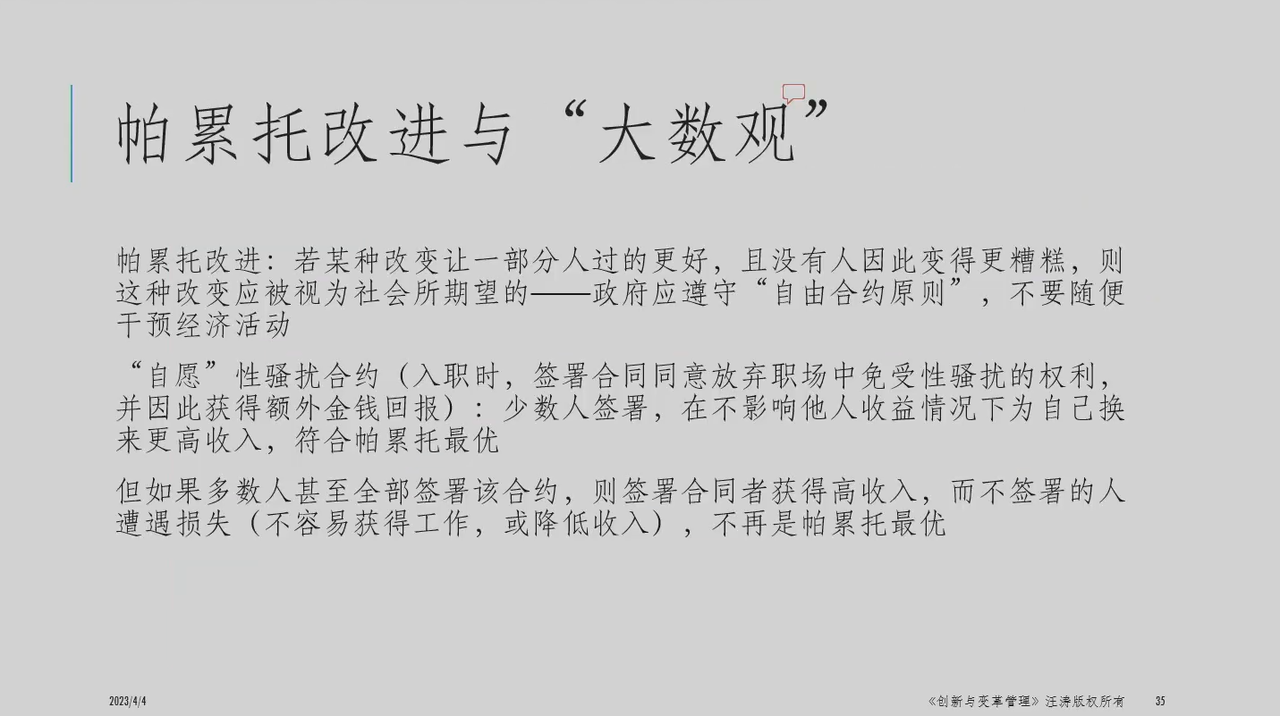 帕累托改进与“大数观”
帕累托改进：若某种改变让一部分人过的更好，且没有人因此变得更糟糕，则
这种改变应被视为社会所期望的——政府应遵守“自由合约原则”，不要随便
干预经济活动
“自愿”性骚扰合约（入职时，签署合同同意放弃职场中免受性骚扰的权利，
并因此获得额外金钱回报）：少数人签署，在不影响他人收益情况下为自己换
来更高收入，符合帕累托最优
但如果多数人甚至全部签署该合约，则签署合同者获得高收入，而不签署的人
遭遇损失（不容易获得工作，或降低收入），不再是帕累托最优
2023/4/4
《创新与变革管理》汪涛版权所有
35